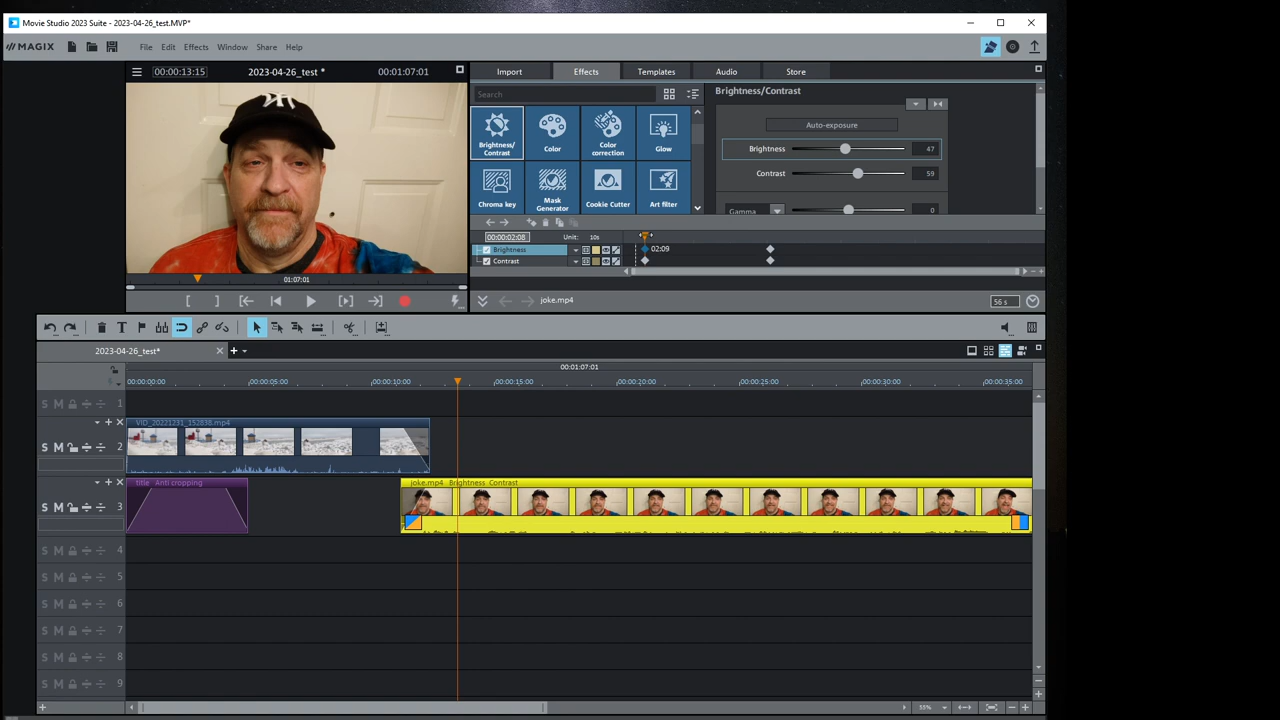 Movie Studio 2023 Suite - 2023-04-26_test.MVP*
MAGIX File Edit Effects Window Share Help
00:00:13:15 2023-04-26_test * 00:01:07:01
Import Effects Templates Audio Store
Search
Brightness/Contrast
Brightness/
Contrast
Color
Color
correction
Glow
Auto-exposure
Brightness 47
Contrast 59
Chroma key
Mask
Generator
Cookie Cutter
Art filter
Gamma 0
00:00:02:08 Unit: 10s
Brightness 02:09
Contrast
01:07:01
joke.mp4 56 s
2023-04-26_test*
00:01:07:01
00:00:00:00 00:00:05:00 00:00:10:00 00:00:15:00 00:00:20:00 00:00:25:00 00:00:30:00 00:00:35:00
S M 1
VID_20221231_152838.mp4
S M 2
title Anti cropping
joke.mp4 Brightness Contrast
S M 3
S M 4
S M 5
S M 6
S M 7
S M 8
S M 9
55%